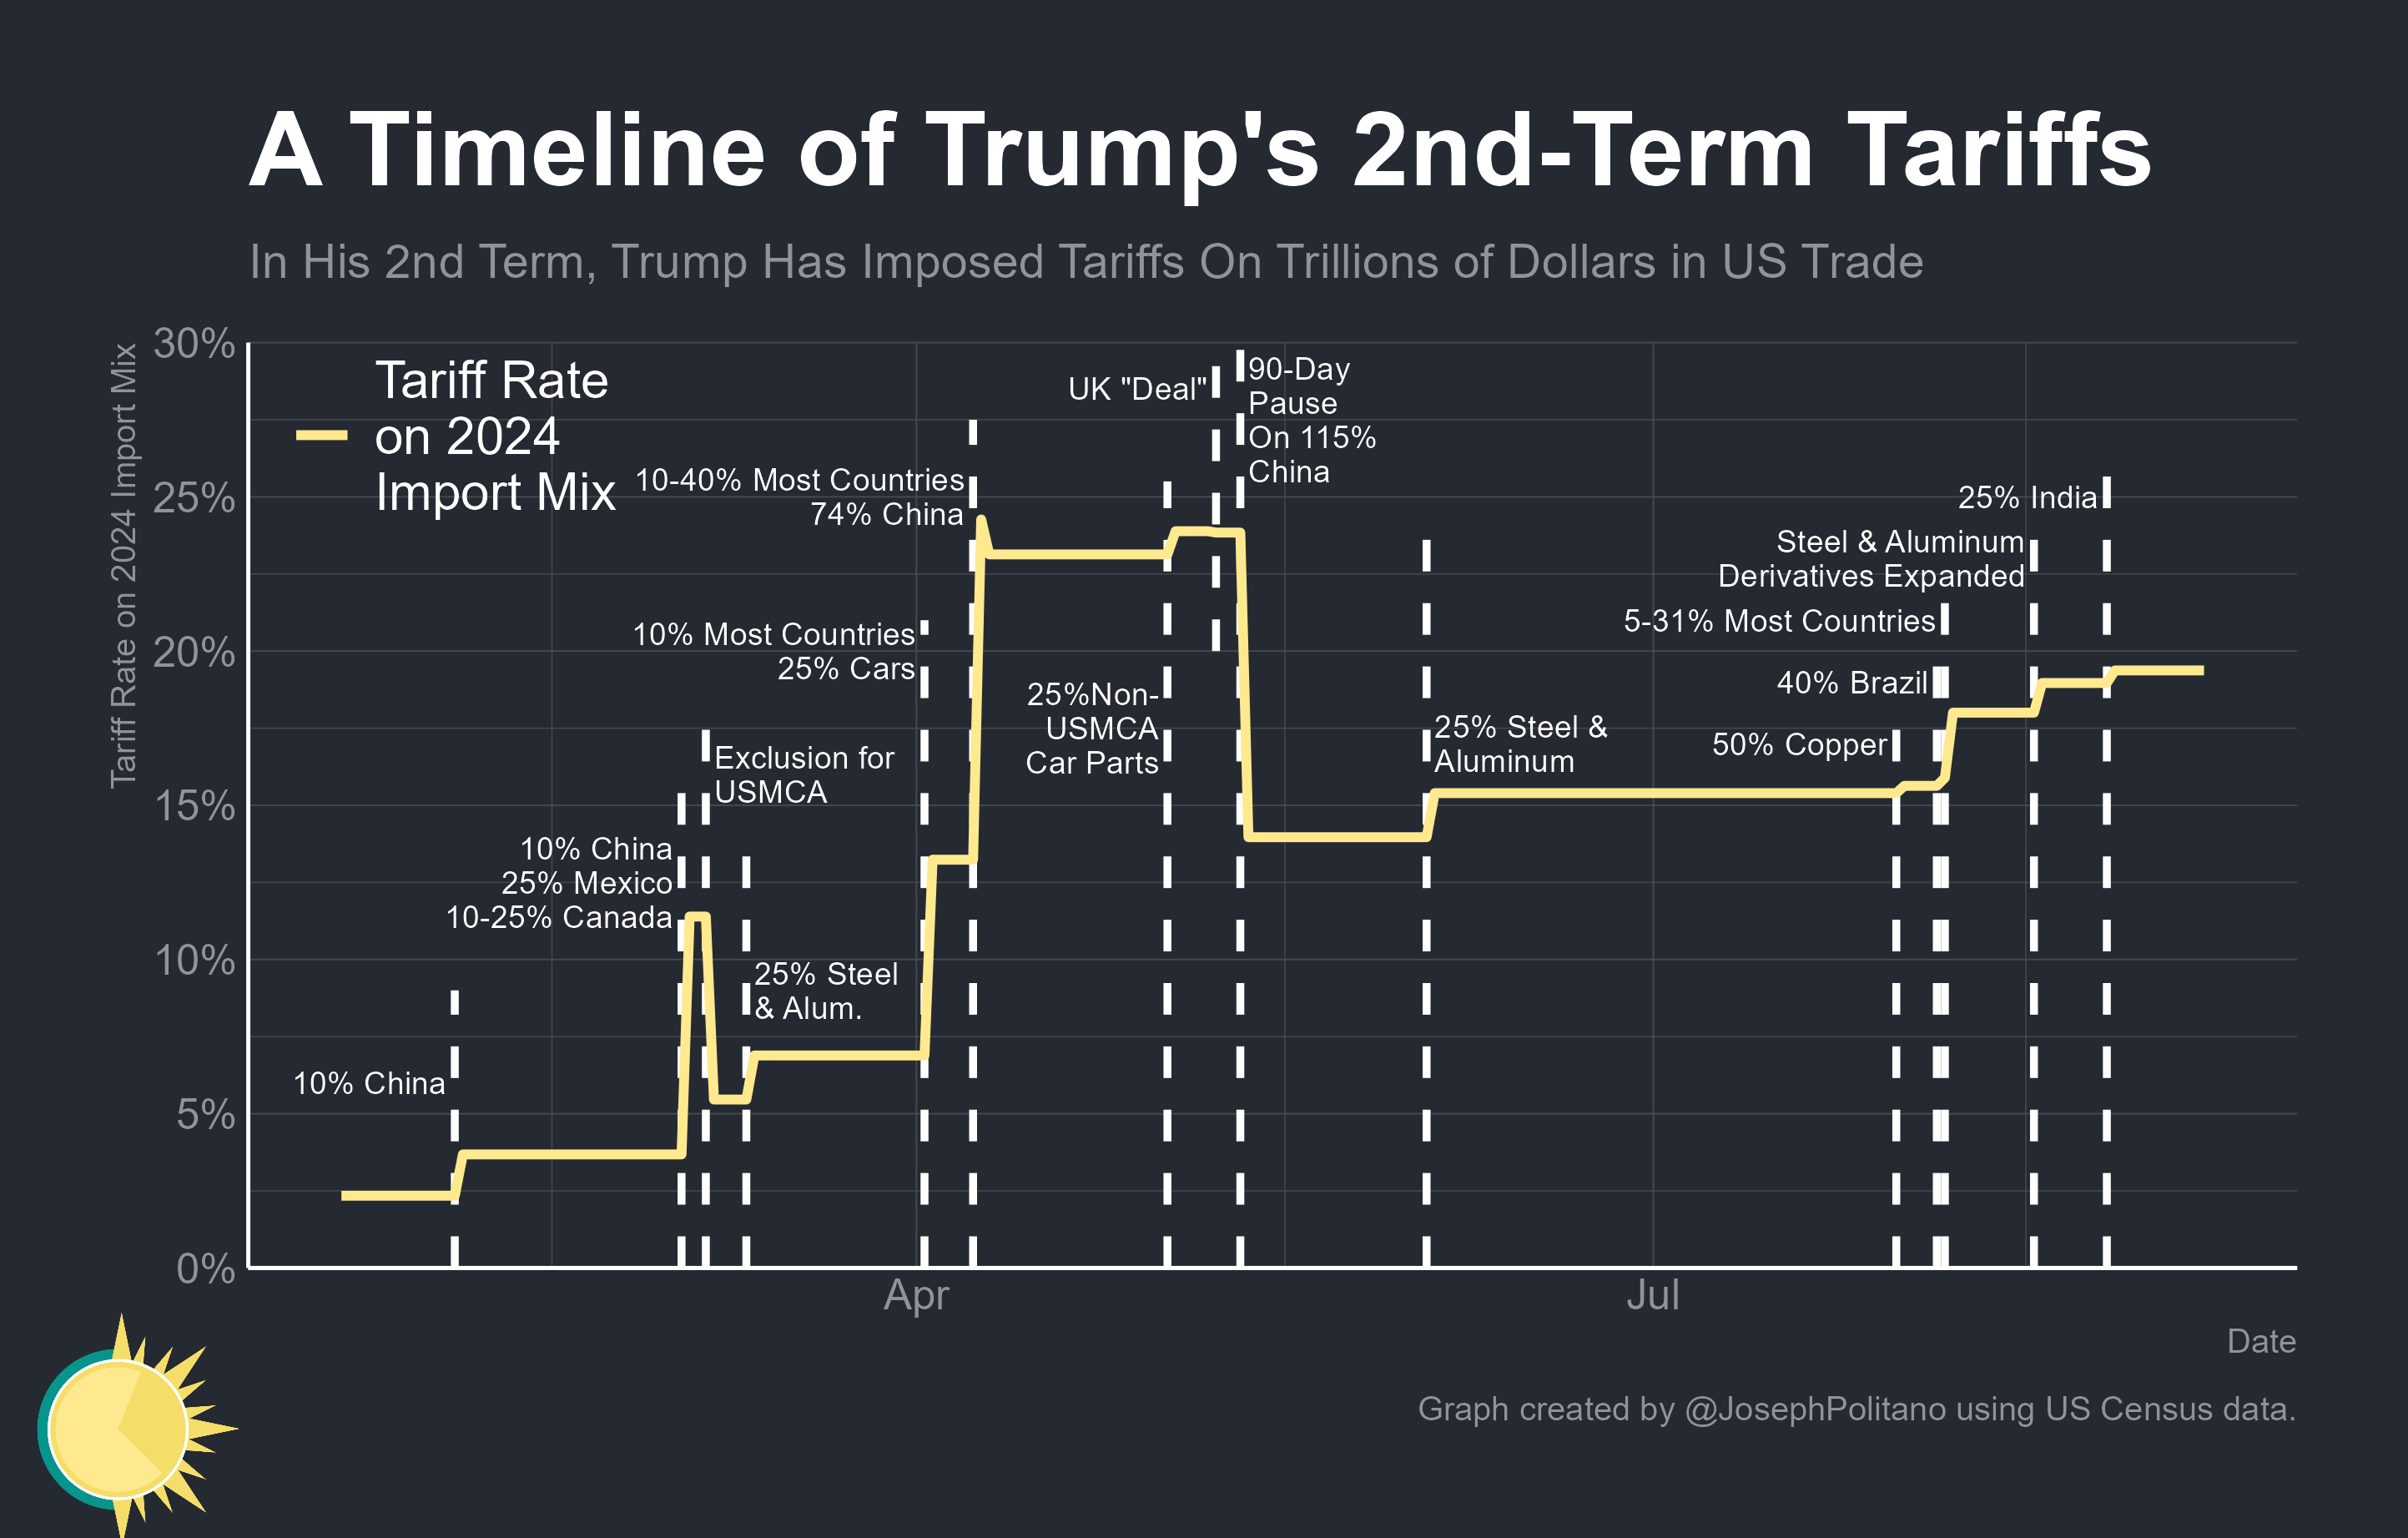 A Timeline of Trump's 2nd-Term Tariffs
In His 2nd Term, Trump Has Imposed Tariffs On Trillions of Dollars in US Trade
Tariff Rate on 2024 Import Mix
30%
25%
20%
15%
10%
5%
0%
Tariff Rate
on 2024
Import Mix
10% China
10% China
25% Mexico
10-25% Canada
Exclusion for
USMCA
25% Steel
& Alum.
10% Most Countries
25% Cars
10-40% Most Countries
74% China
25%Non-
USMCA
Car Parts
UK "Deal"
90-Day
Pause
On 115%
China
25% Steel &
Aluminum
50% Copper
40% Brazil
5-31% Most Countries
Steel & Aluminum
Derivatives Expanded
25% India
Apr
Jul
Date
Graph created by @JosephPolitano using US Census data.